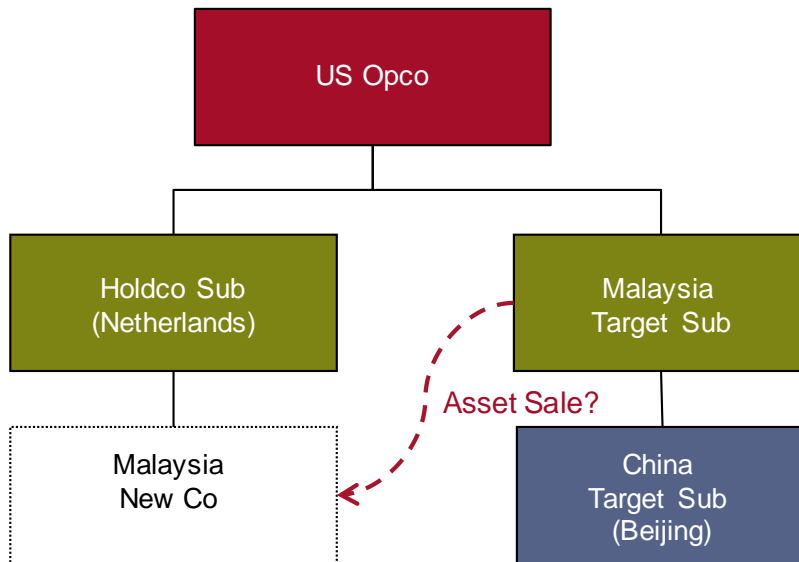 US Opco
Holdco Sub
(Netherlands)
Malaysia
Target Sub
Asset Sale?
Malaysia
New Co
China
Target Sub
(Beijing)